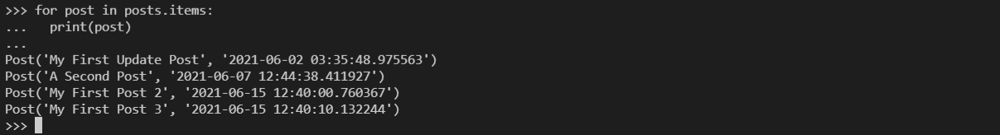 >>> for post in posts.items:
...   print(post)
...
Post('My First Update Post', '2021-06-02 03:35:48.975563')
Post('A Second Post', '2021-06-07 12:44:38.411927')
Post('My First Post 2', '2021-06-15 12:40:00.760367')
Post('My First Post 3', '2021-06-15 12:40:10.132244')
>>>